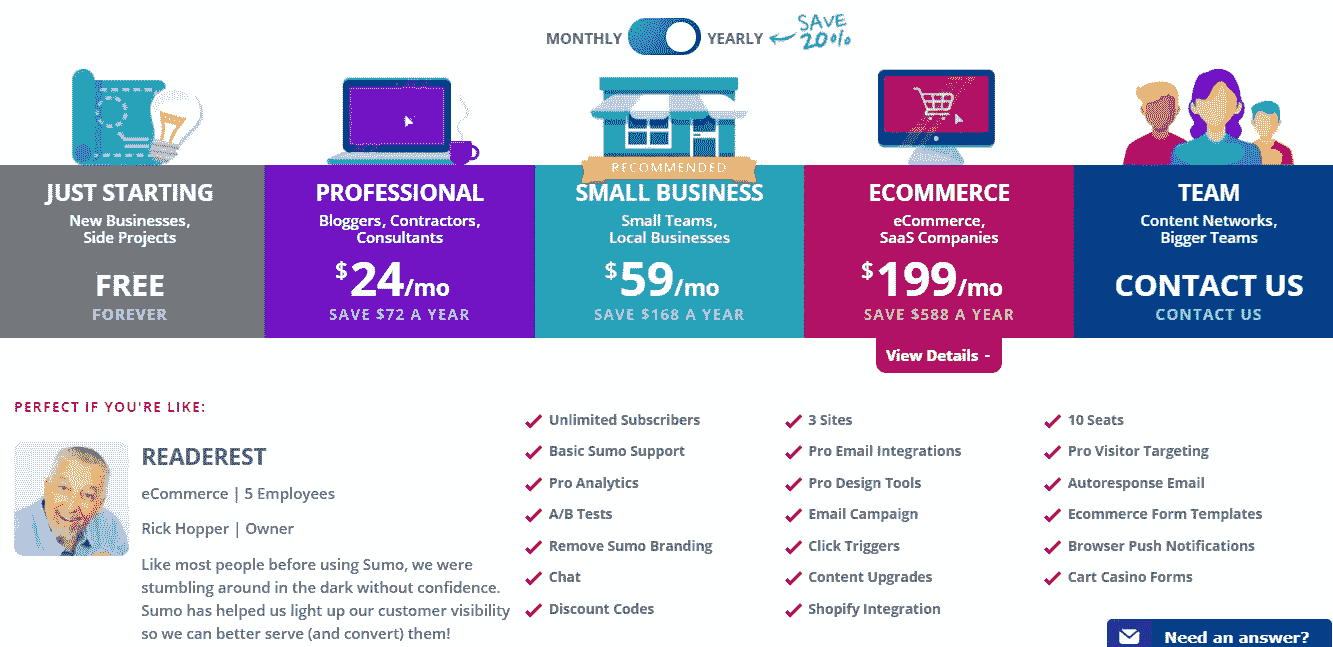 MONTHLY YEARLY SAVE 20%
RECOMMENDED
JUST STARTING
New Businesses,
Side Projects
FREE
FOREVER
PROFESSIONAL
Bloggers, Contractors,
Consultants
$24/mo
SAVE $72 A YEAR
SMALL BUSINESS
Small Teams,
Local Businesses
$59/mo
SAVE $168 A YEAR
ECOMMERCE
eCommerce,
SaaS Companies
$199/mo
SAVE $588 A YEAR
View Details -
TEAM
Content Networks,
Bigger Teams
CONTACT US
CONTACT US
PERFECT IF YOU'RE LIKE:
READEREST
eCommerce | 5 Employees
Rick Hopper | Owner
Like most people before using Sumo, we were
stumbling around in the dark without confidence.
Sumo has helped us light up our customer visibility
so we can better serve (and convert) them!
Unlimited Subscribers
Basic Sumo Support
Pro Analytics
A/B Tests
Remove Sumo Branding
Chat
Discount Codes
3 Sites
Pro Email Integrations
Pro Design Tools
Email Campaign
Click Triggers
Content Upgrades
Shopify Integration
10 Seats
Pro Visitor Targeting
Autoresponse Email
Ecommerce Form Templates
Browser Push Notifications
Cart Casino Forms
Need an answer?